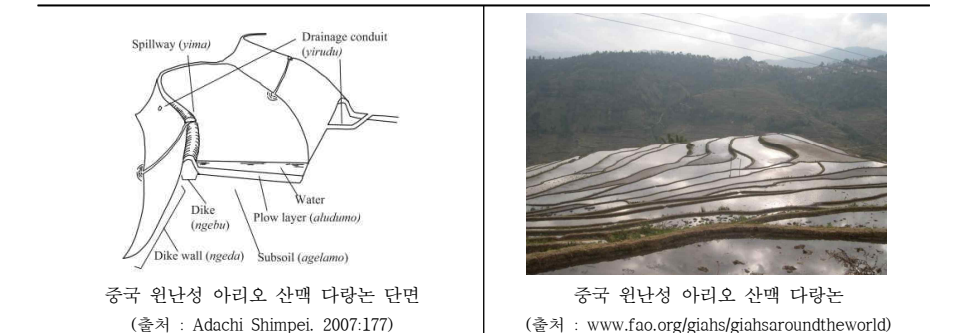 Spillway (yima)
Drainage conduit
(yirudu)
Water
Dike
(ngebu)
Plow layer (aludumo)
Dike wall (ngeda)
Subsoil (agelamo)
중국 윈난성 아리오 산맥 다랑논 단면
(출처 : Adachi Shimpei. 2007:177)
중국 윈난성 아리오 산맥 다랑논
(출처 : www.fao.org/giahs/giahsaroundtheworld)